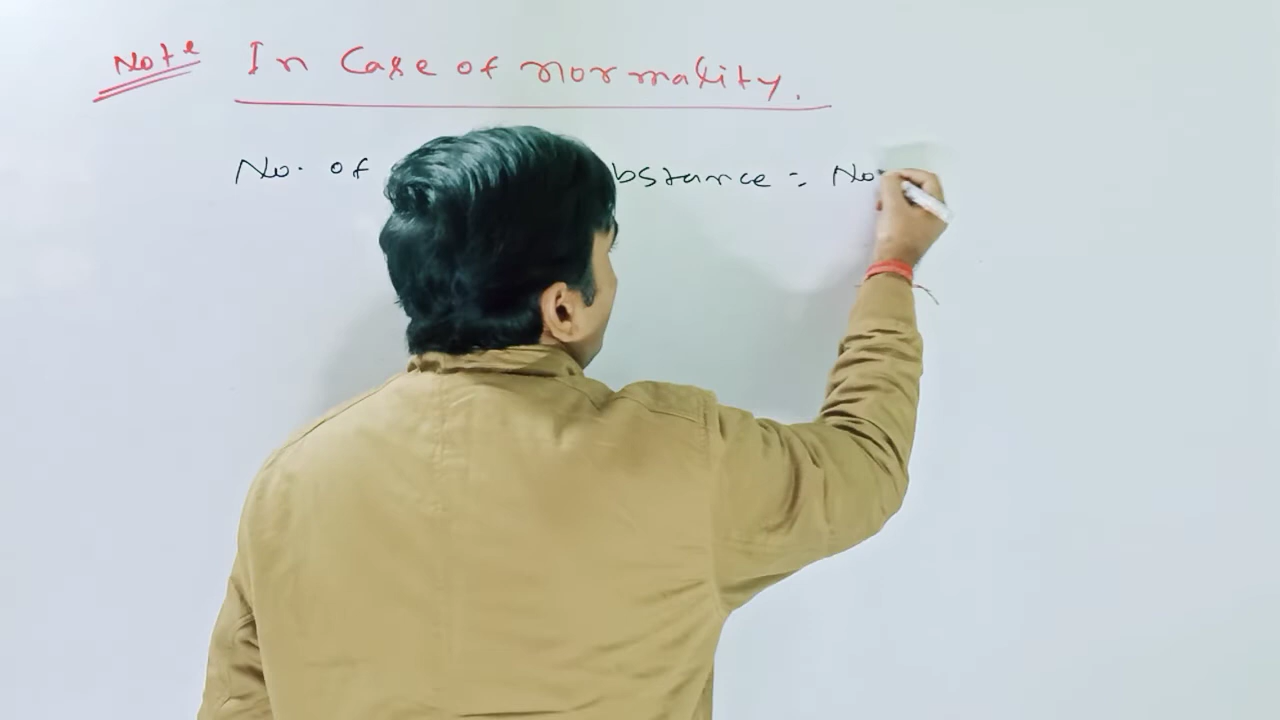 Note In Case of normality.
No. of bstance = No